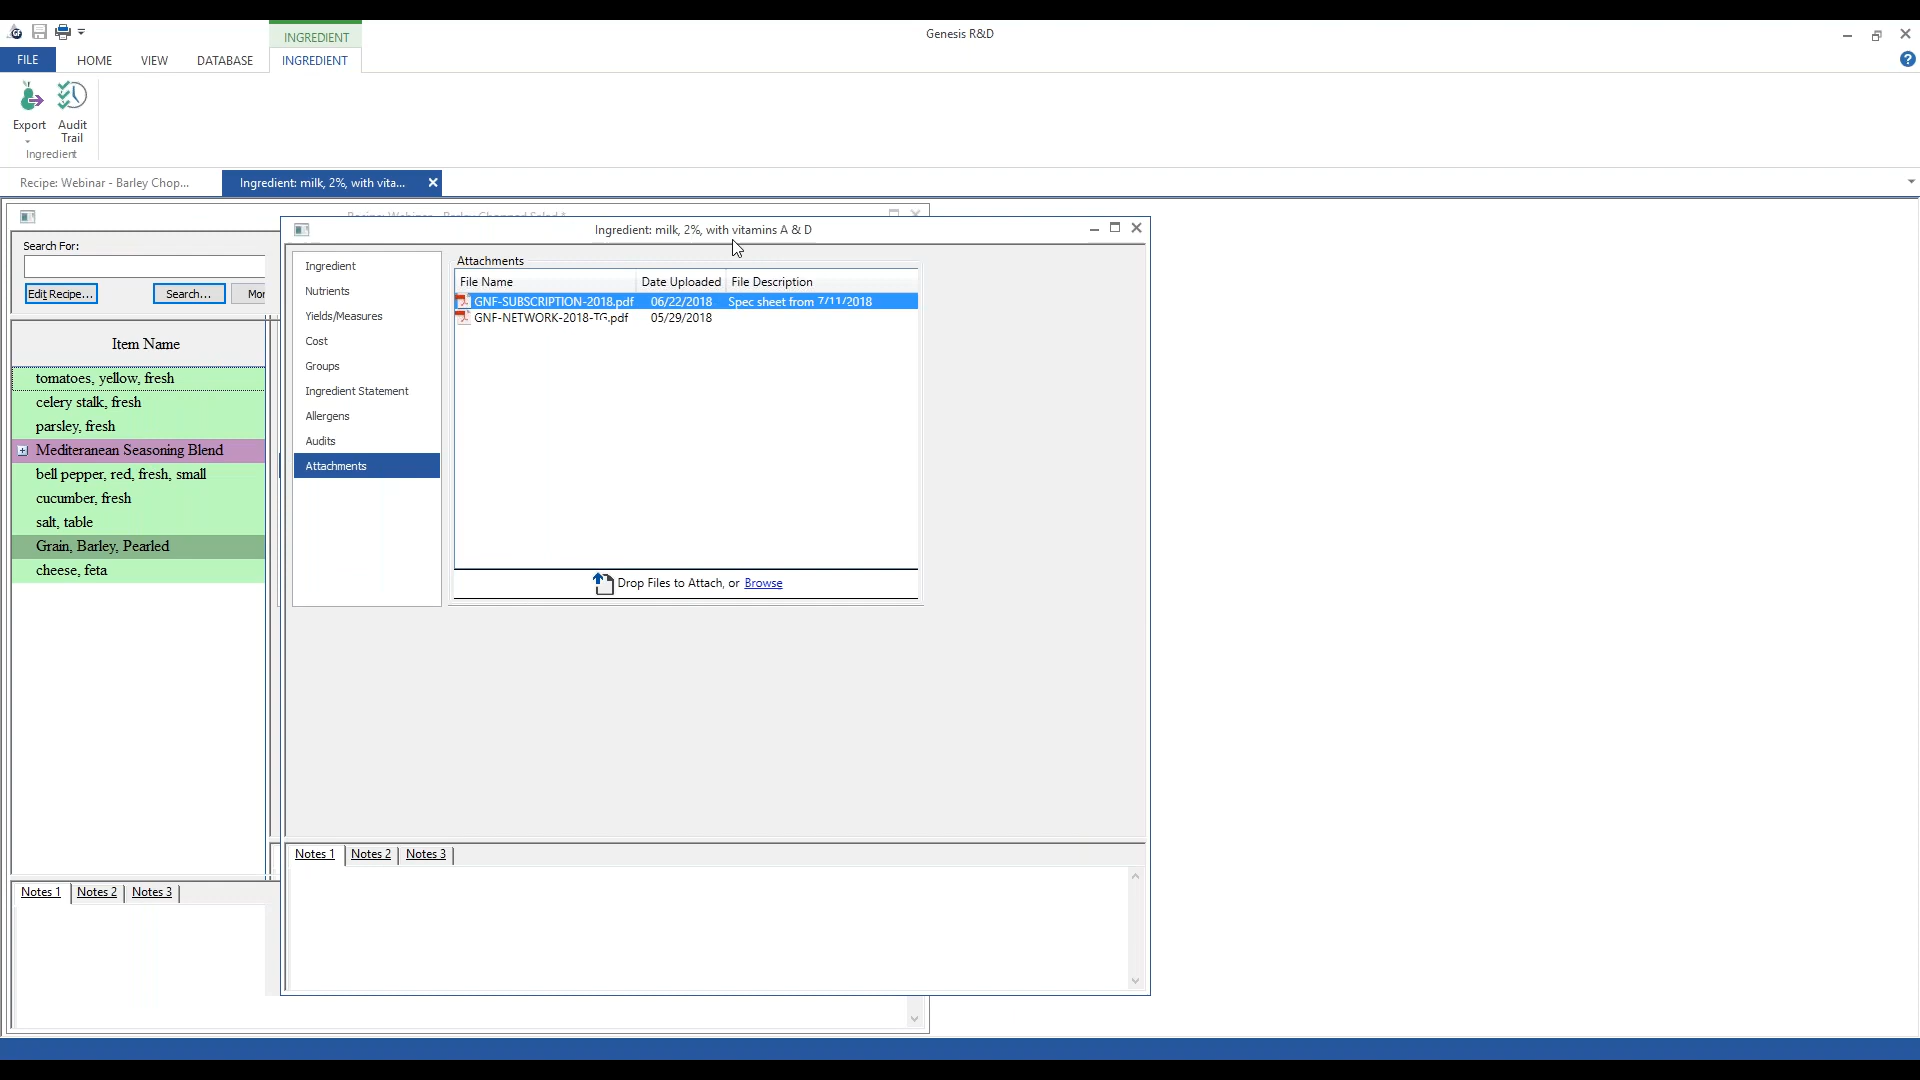 INGREDIENT
Genesis R&D
FILE
HOME
VIEW
DATABASE
INGREDIENT
Export
Audit Trail
Ingredient
Recipe: Webinar - Barley Chop...
Ingredient: milk, 2%, with vita...
Ingredient: milk, 2%, with vitamins A & D
Search For:
Edit Recipe...
Search...
Mor
Item Name
tomatoes, yellow, fresh
celery stalk, fresh
parsley, fresh
Mediteranean Seasoning Blend
bell pepper, red, fresh, small
cucumber, fresh
salt, table
Grain, Barley, Pearled
cheese, feta
Ingredient
Nutrients
Yields/Measures
Cost
Groups
Ingredient Statement
Allergens
Audits
Attachments
Attachments
File Name Date Uploaded File Description
GNF-SUBSCRIPTION-2018.pdf 06/22/2018 Spec sheet from 7/11/2018
GNF-NETWORK-2018-TG.pdf 05/29/2018
Drop Files to Attach, or Browse
Notes 1 Notes 2 Notes 3
Notes 1 Notes 2 Notes 3